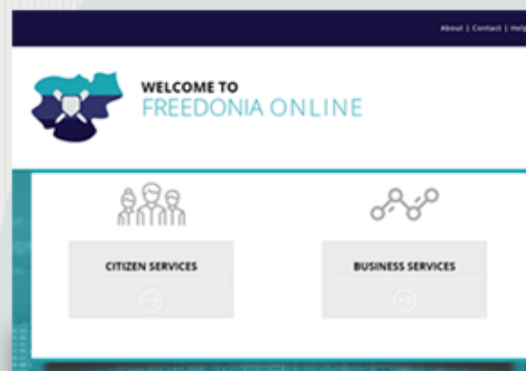 About | Contact | Help
WELCOME TO
FREEDONIA ONLINE
CITIZEN SERVICES
BUSINESS SERVICES